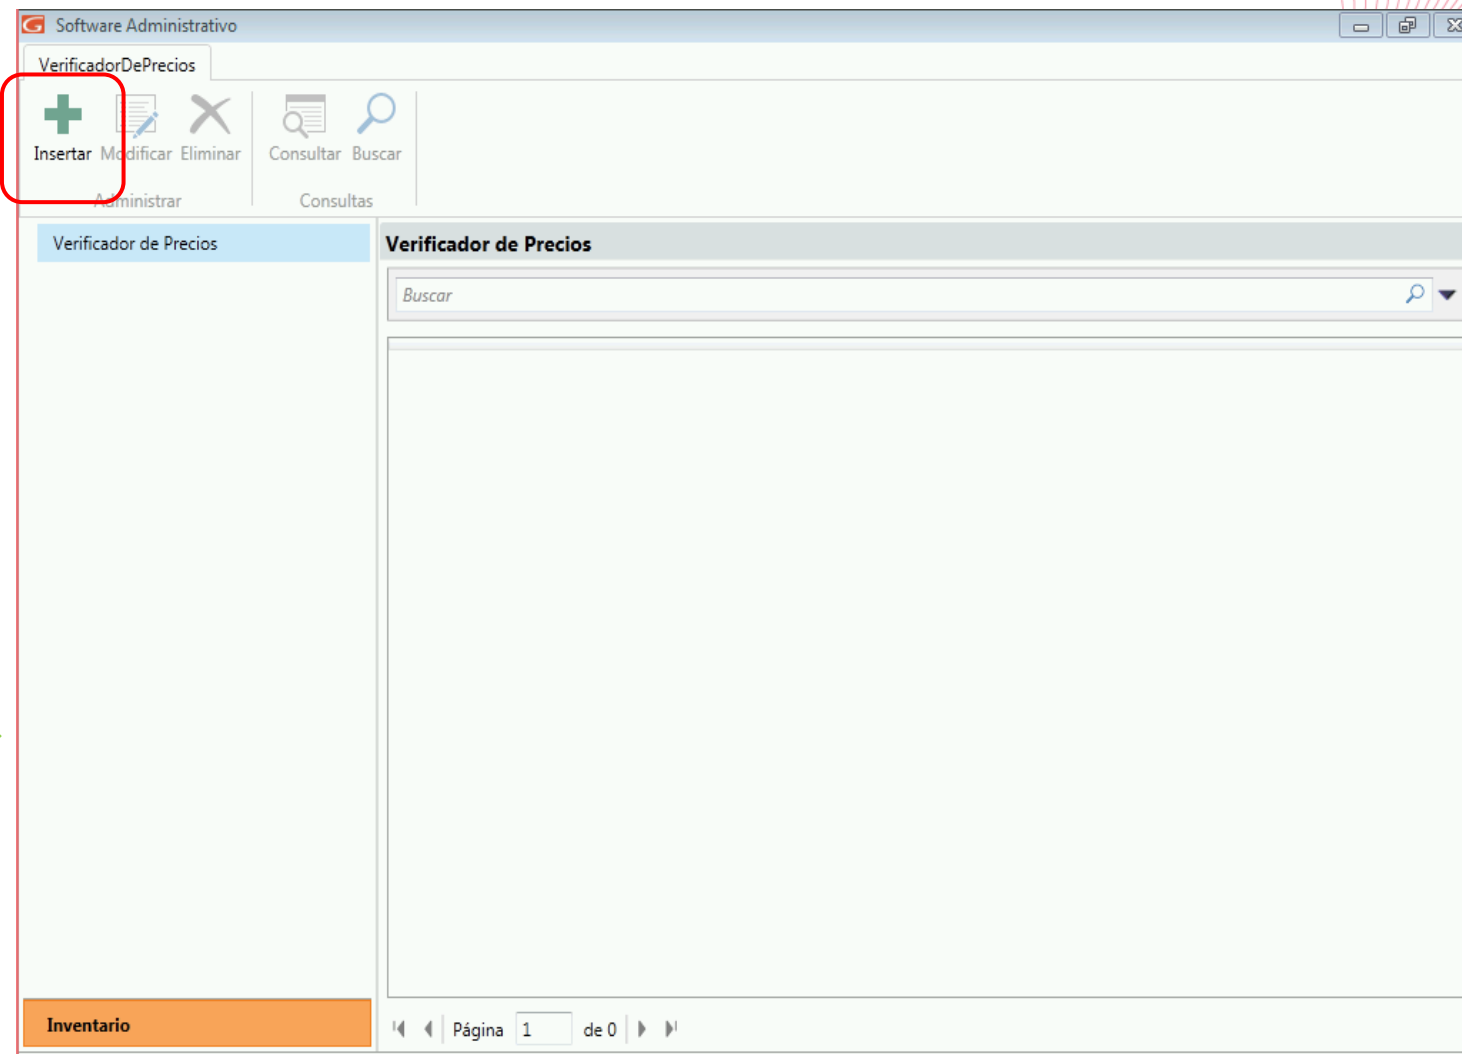 Software Administrativo
VerificadorDePrecios
Insertar Modificar Eliminar Consultar Buscar
Administrar Consultas
Verificador de Precios
Verificador de Precios
Buscar
Inventario
Página 1 de 0